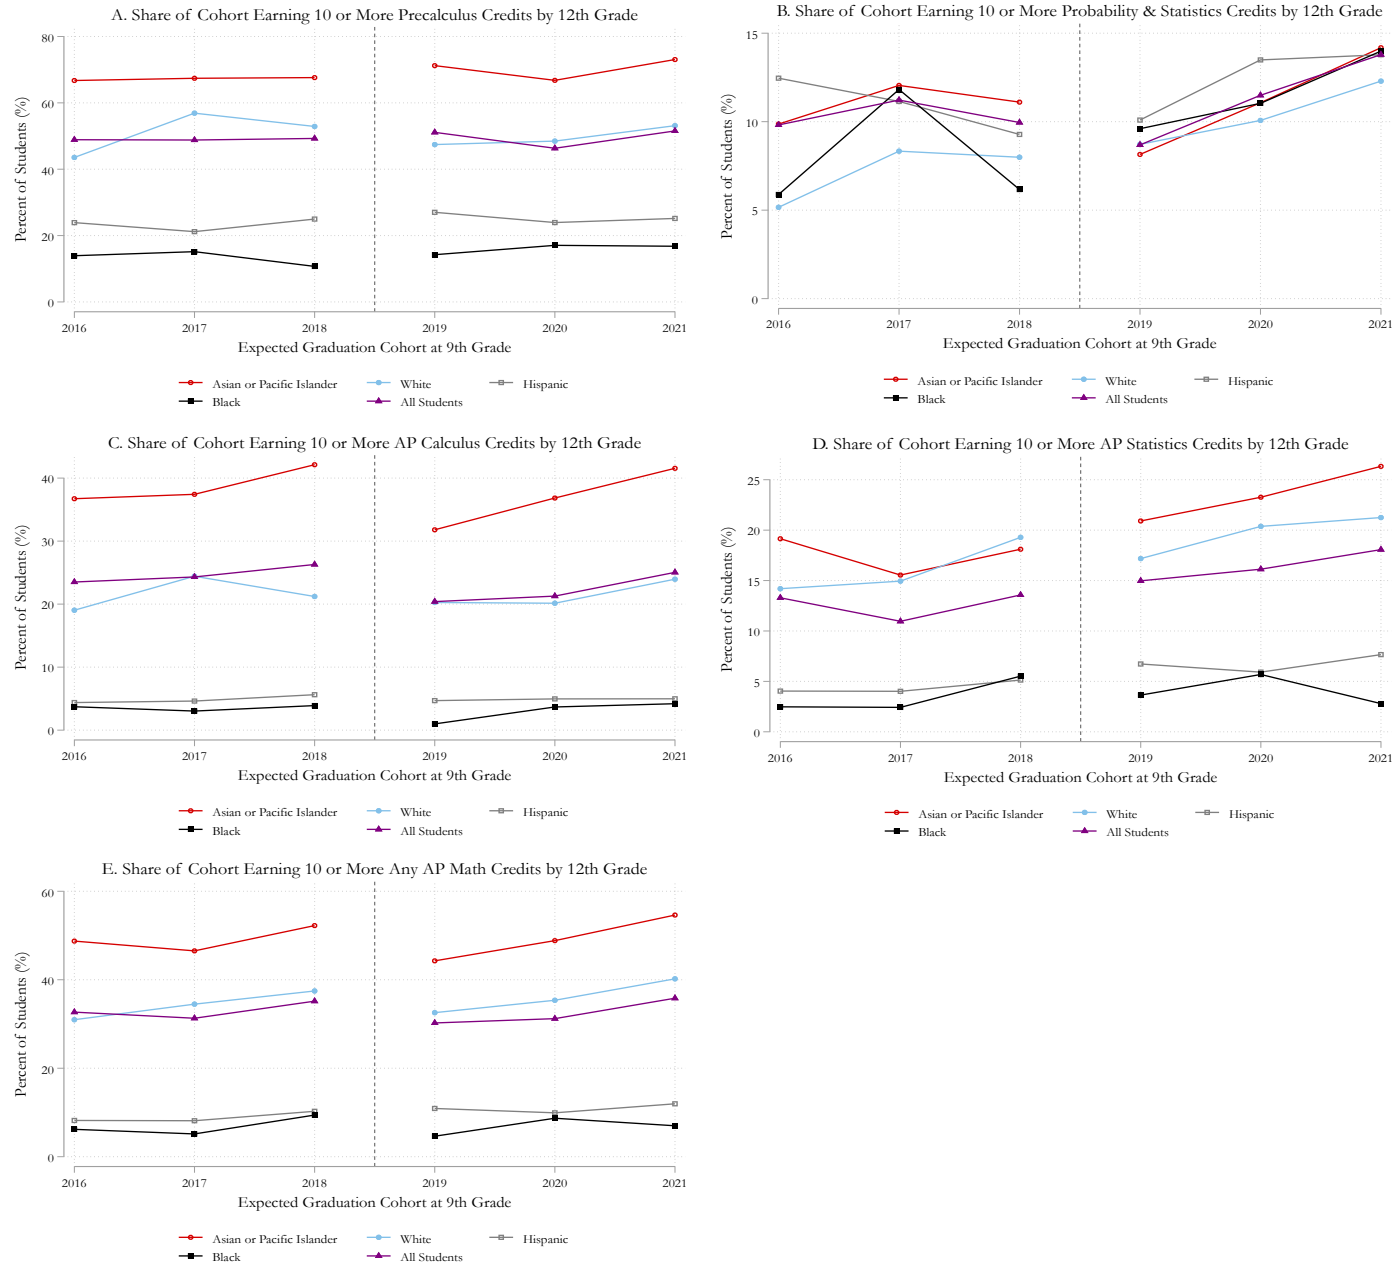 A. Share of Cohort Earning 10 or More Precalculus Credits by 12th Grade
Percent of Students (%)
80
60
40
20
0
2016 2017 2018 2019 2020 2021
Expected Graduation Cohort at 9th Grade
Asian or Pacific Islander White Hispanic
Black All Students
B. Share of Cohort Earning 10 or More Probability & Statistics Credits by 12th Grade
Percent of Students (%)
15
10
5
0
2016 2017 2018 2019 2020 2021
Expected Graduation Cohort at 9th Grade
Asian or Pacific Islander White Hispanic
Black All Students
C. Share of Cohort Earning 10 or More AP Calculus Credits by 12th Grade
Percent of Students (%)
40
30
20
10
0
2016 2017 2018 2019 2020 2021
Expected Graduation Cohort at 9th Grade
Asian or Pacific Islander White Hispanic
Black All Students
D. Share of Cohort Earning 10 or More AP Statistics Credits by 12th Grade
Percent of Students (%)
25
20
15
10
5
0
2016 2017 2018 2019 2020 2021
Expected Graduation Cohort at 9th Grade
Asian or Pacific Islander White Hispanic
Black All Students
E. Share of Cohort Earning 10 or More Any AP Math Credits by 12th Grade
Percent of Students (%)
60
40
20
0
2016 2017 2018 2019 2020 2021
Expected Graduation Cohort at 9th Grade
Asian or Pacific Islander White Hispanic
Black All Students